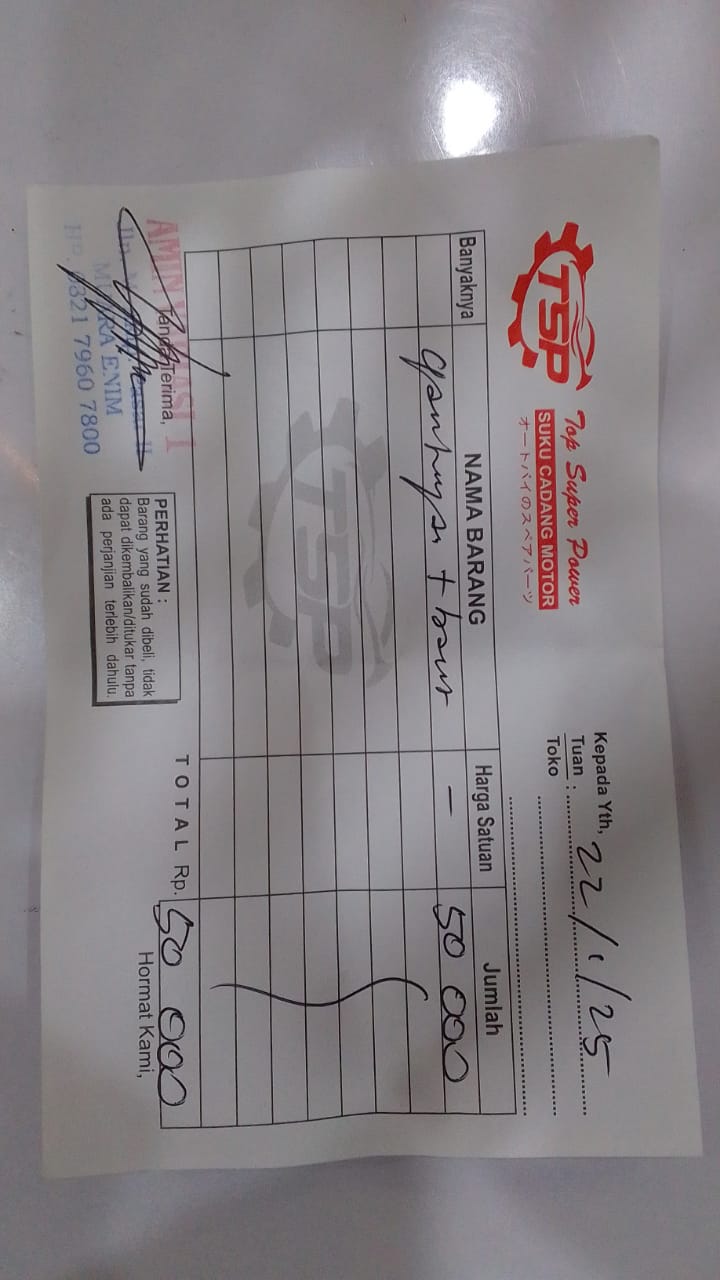 TSP
Top Super Power
SUKU CADANG MOTOR
オートバイのスペアパーツ
22/1/25
Kepada Yth,
Tuan :
Toko
Banyaknya NAMA BARANG Harga Satuan Jumlah
+ baut - 50 000
TSP
TOTAL Rp. 50 000
Tanda Terima,
Hormat Kami,
AMIN
MUARA ENIM
HP. 0821 7960 7800
PERHATIAN :
Barang yang sudah dibeli, tidak
dapat dikembalikan/ditukar tanpa
ada perjanjian terlebih dahulu.